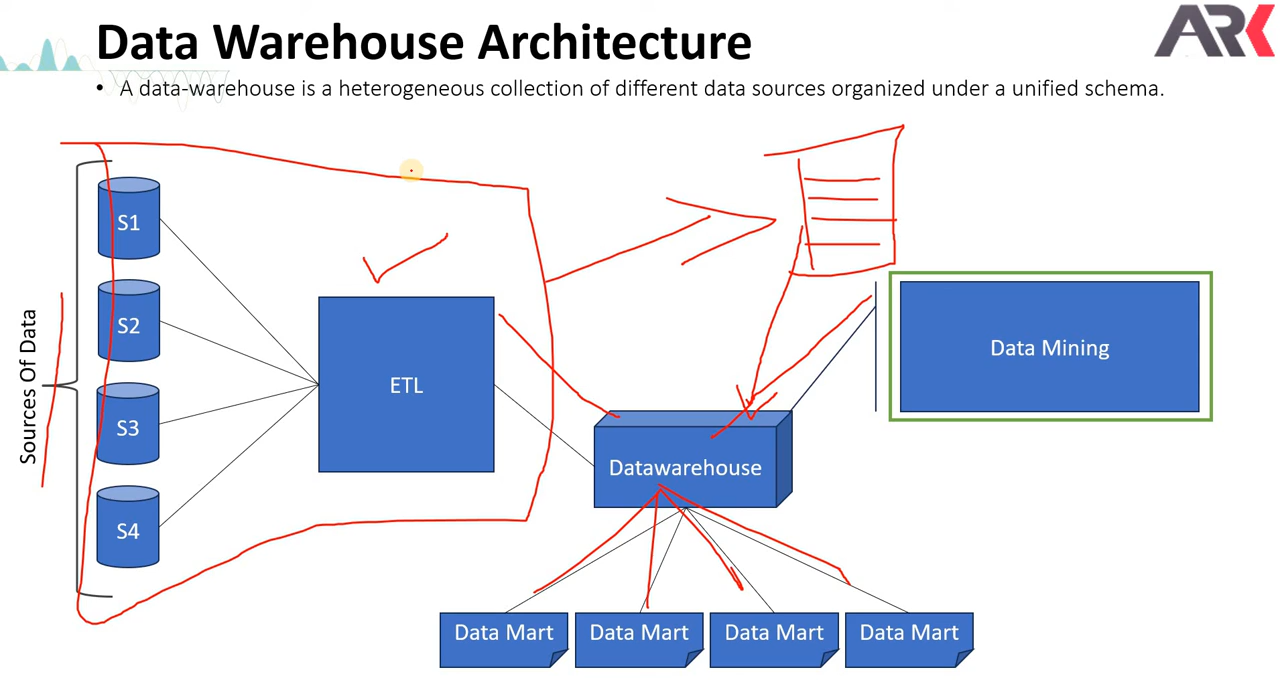 Data Warehouse Architecture
ARK
• A data-warehouse is a heterogeneous collection of different data sources organized under a unified schema.
Sources Of Data
S1
S2
S3
S4
ETL
Datawarehouse
Data Mining
Data Mart
Data Mart
Data Mart
Data Mart